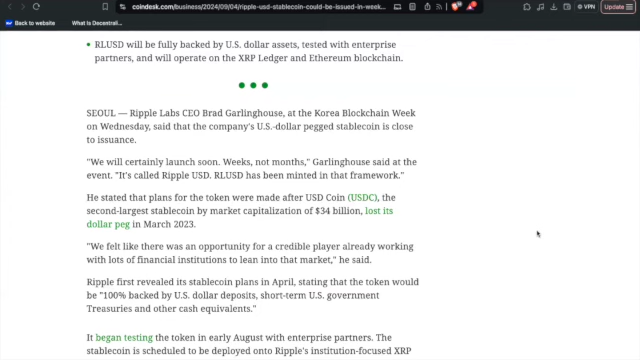 coindesk.com/business/2024/09/04/ripple-usd-stablecoin-could-be-issued-in-week...
VPN
Update
Back to website
What Is Decentral...
RLUSD will be fully backed by U.S. dollar assets, tested with enterprise
partners, and will operate on the XRP Ledger and Ethereum blockchain.
SEOUL — Ripple Labs CEO Brad Garlinghouse, at the Korea Blockchain Week
on Wednesday, said that the company's U.S.-dollar pegged stablecoin is close
to issuance.
"We will certainly launch soon. Weeks, not months," Garlinghouse said at the
event. "It's called Ripple USD. RLUSD has been minted in that framework."
He stated that plans for the token were made after USD Coin (USDC), the
second-largest stablecoin by market capitalization of $34 billion, lost its
dollar peg in March 2023.
"We felt like there was an opportunity for a credible player already working
with lots of financial institutions to lean into that market," he said.
Ripple first revealed its stablecoin plans in April, stating that the token would
be "100% backed by U.S. dollar deposits, short-term U.S. government
Treasuries and other cash equivalents."
It began testing the token in early August with enterprise partners. The
stablecoin is scheduled to be deployed onto Ripple's institution-focused XRP